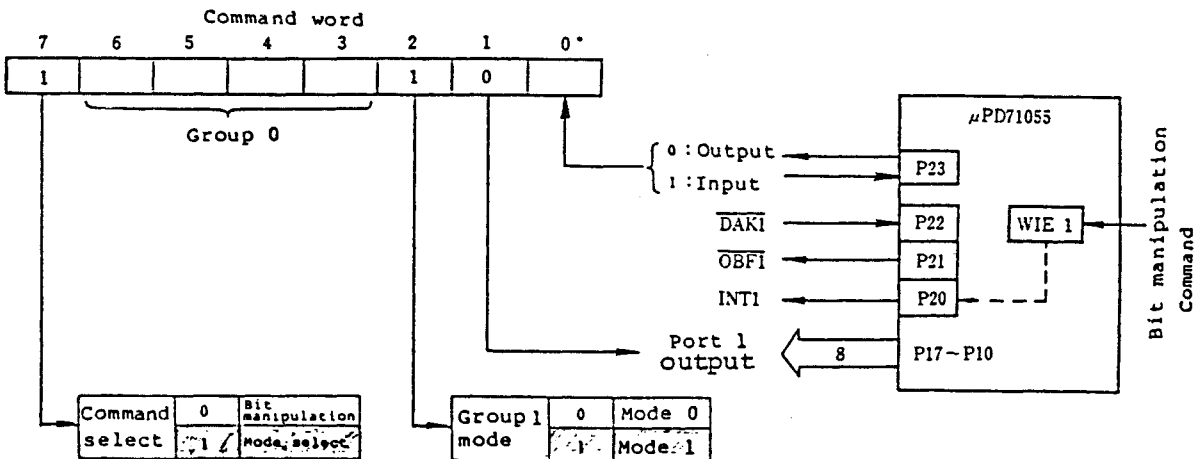 Command word
7 6 5 4 3 2 1 0*
1 1 0
Group 0
μPD71055
0 : Output
1 : Input
P23
DAK1
P22
WIE 1
OBF1
P21
INT1
P20
Port 1
output
8
P17~P10
Bit manipulation
Command
Command
select
0
Bit
manipulation
1
Mode select
Group 1
mode
0
Mode 0
1
Mode 1